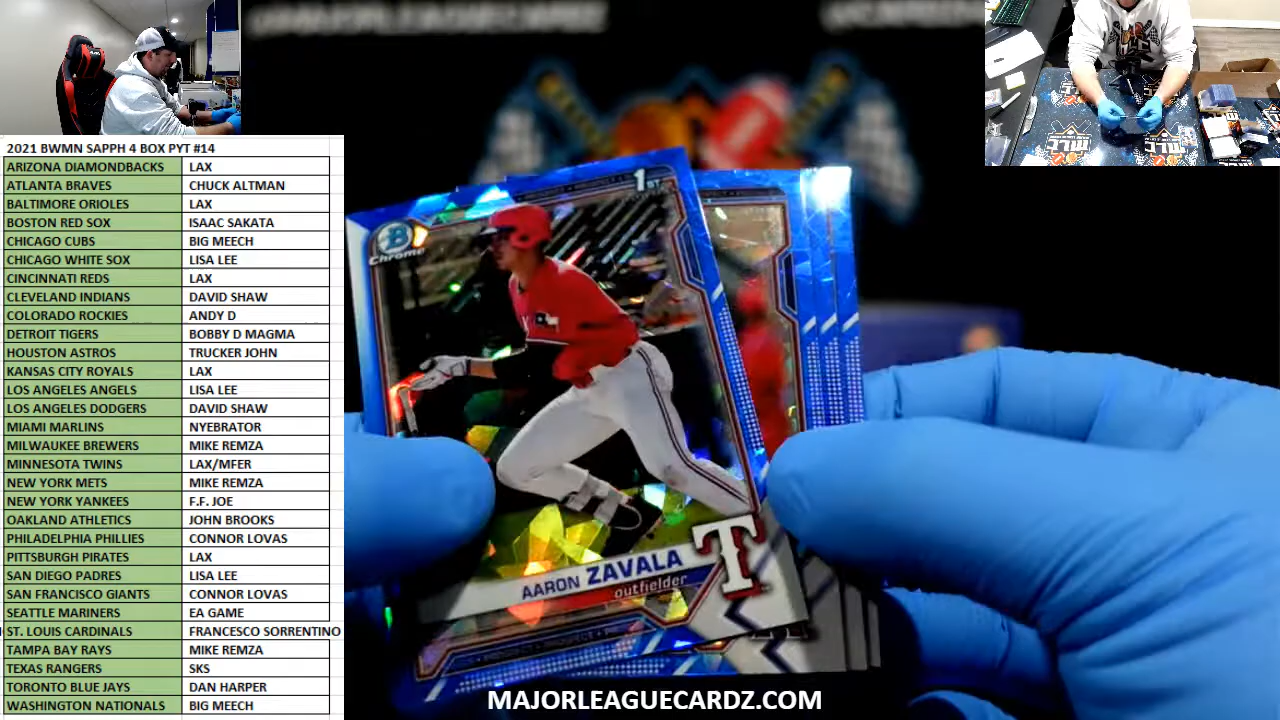 @MAJORLEAGUECARDZ
2021 BWMN SAPPH 4 BOX PYT #14
ARIZONA DIAMONDBACKS LAX
ATLANTA BRAVES CHUCK ALTMAN
BALTIMORE ORIOLES LAX
BOSTON RED SOX ISAAC SAKATA
CHICAGO CUBS BIG MEECH
CHICAGO WHITE SOX LISA LEE
CINCINNATI REDS LAX
CLEVELAND INDIANS DAVID SHAW
COLORADO ROCKIES ANDY D
DETROIT TIGERS BOBBY D MAGMA
HOUSTON ASTROS TRUCKER JOHN
KANSAS CITY ROYALS LAX
LOS ANGELES ANGELS LISA LEE
LOS ANGELES DODGERS DAVID SHAW
MIAMI MARLINS NYEBRATOR
MILWAUKEE BREWERS MIKE REMZA
MINNESOTA TWINS LAX/MFER
NEW YORK METS MIKE REMZA
NEW YORK YANKEES F.F. JOE
OAKLAND ATHLETICS JOHN BROOKS
PHILADELPHIA PHILLIES CONNOR LOVAS
PITTSBURGH PIRATES LAX
SAN DIEGO PADRES LISA LEE
SAN FRANCISCO GIANTS CONNOR LOVAS
SEATTLE MARINERS EA GAME
ST. LOUIS CARDINALS FRANCESCO SORRENTINO
TAMPA BAY RAYS MIKE REMZA
TEXAS RANGERS SKS
TORONTO BLUE JAYS DAN HARPER
WASHINGTON NATIONALS BIG MEECH
1ST
B
Chrome
AARON ZAVALA
outfielder
T
MLC
MAJORLEAGUECARDZ.COM